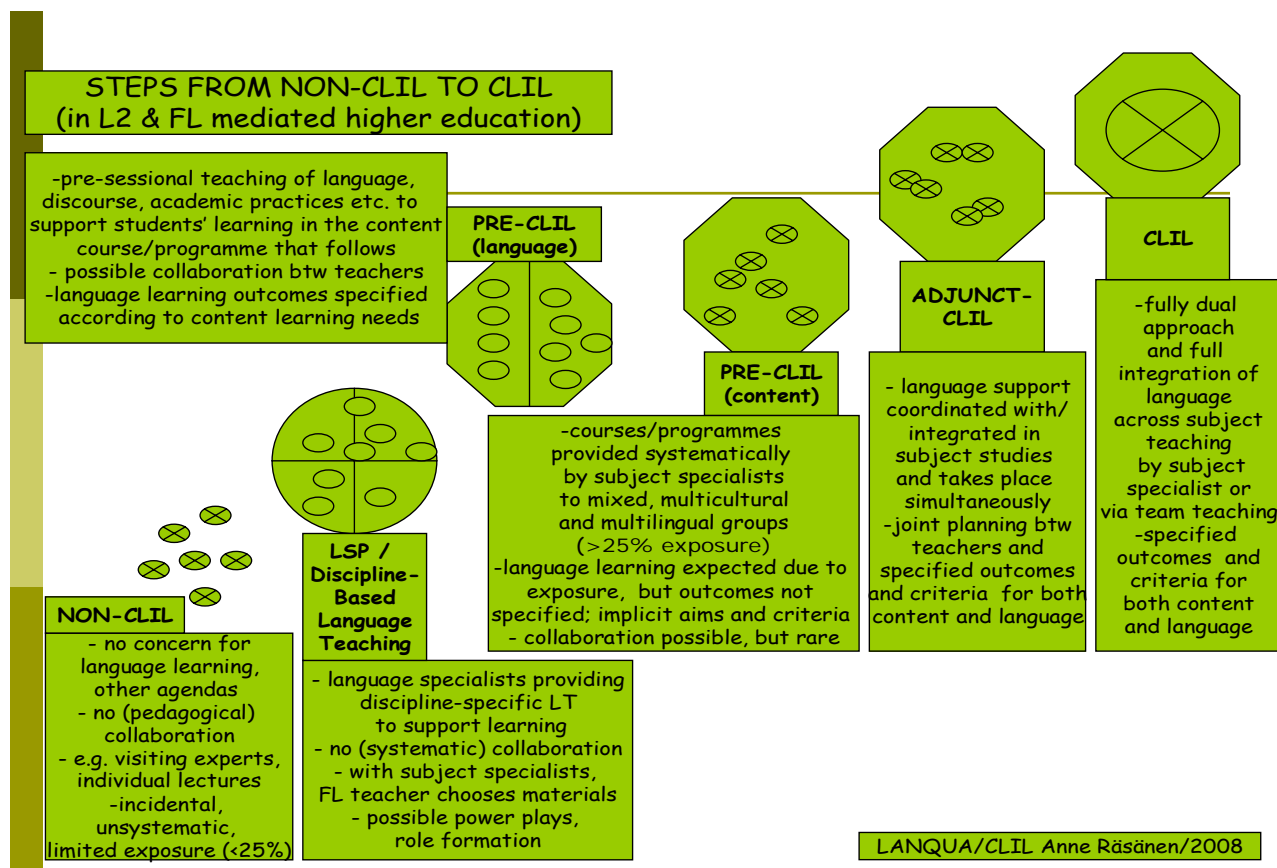 STEPS FROM NON-CLIL TO CLIL
(in L2 & FL mediated higher education)
-pre-sessional teaching of language,
discourse, academic practices etc. to
support students' learning in the content
course/programme that follows
- possible collaboration btw teachers
-language learning outcomes specified
according to content learning needs
PRE-CLIL
(language)
NON-CLIL
- no concern for
language learning,
other agendas
- no (pedagogical)
collaboration
- e.g. visiting experts,
individual lectures
-incidental,
unsystematic,
limited exposure (<25%)
LSP /
Discipline-
Based
Language
Teaching
- language specialists providing
discipline-specific LT
to support learning
- no (systematic) collaboration
- with subject specialists,
FL teacher chooses materials
- possible power plays,
role formation
PRE-CLIL
(content)
-courses/programmes
provided systematically
by subject specialists
to mixed, multicultural
and multilingual groups
(>25% exposure)
-language learning expected due to
exposure, but outcomes not
specified; implicit aims and criteria
- collaboration possible, but rare
ADJUNCT-
CLIL
- language support
coordinated with/
integrated in
subject studies
and takes place
simultaneously
-joint planning btw
teachers and
specified outcomes
and criteria for both
content and language
CLIL
-fully dual
approach
and full
integration of
language
across subject
teaching
by subject
specialist or
via team teaching
-specified
outcomes and
criteria for
both content
and language
LANQUA/CLIL Anne Räsänen/2008